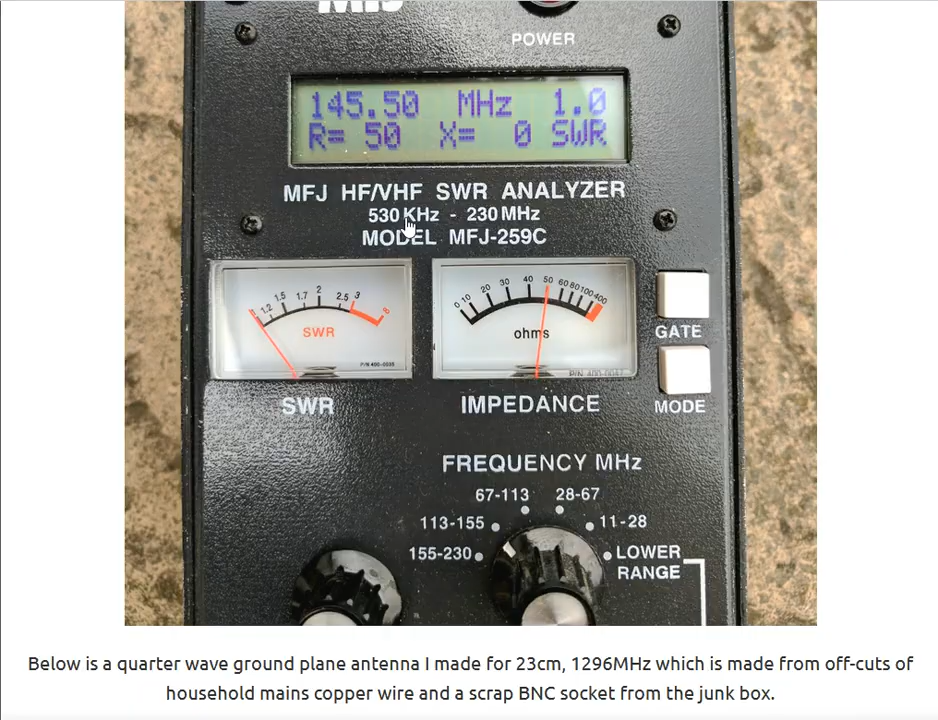 MFJ
POWER
145.50 MHz 1.0
R= 50 X= 0 SWR
MFJ HF/VHF SWR ANALYZER
530 KHz - 230 MHz
MODEL MFJ-259C
1 1.2 1.5 1.7 2 2.5 3
SWR
P/N 400-0035
0 10 20 30 40 50 60 80 100 400
ohms
GATE
MODE
SWR
IMPEDANCE
FREQUENCY MHz
67-113 28-67
113-155 11-28
155-230 LOWER
RANGE
Below is a quarter wave ground plane antenna I made for 23cm, 1296MHz which is made from off-cuts of
household mains copper wire and a scrap BNC socket from the junk box.